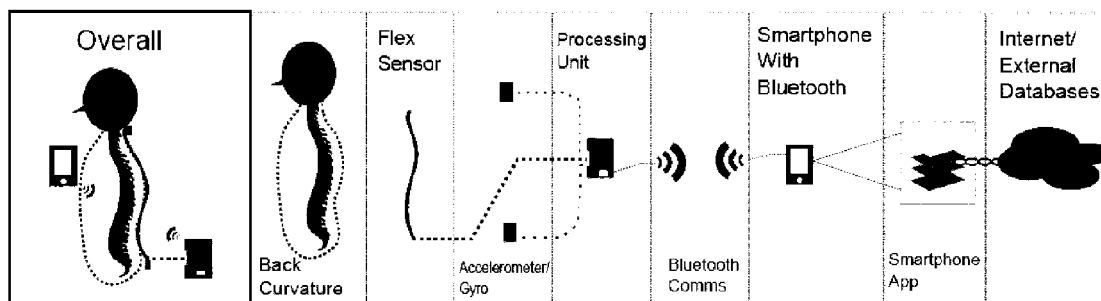 Overall
Back
Curvature
Flex
Sensor
Accelerometer/
Gyro
Processing
Unit
Bluetooth
Comms
Smartphone
With
Bluetooth
Smartphone
App
Internet/
External
Databases